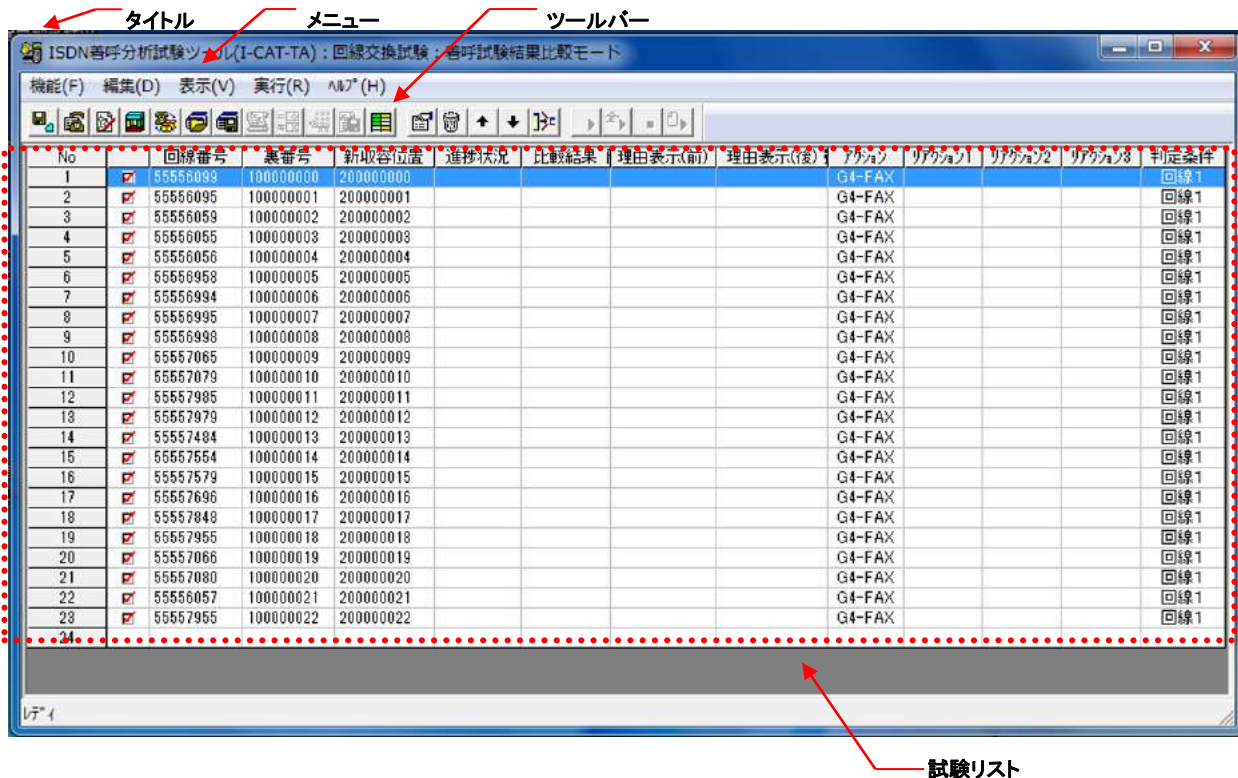 タイトル メニュー ツールバー
ISDN着呼分析試験ツール(I-CAT-TA)：回線交換試験：着呼試験結果比較モード
機能(F) 編集(D) 表示(V) 実行(R) ﾍﾙﾌﾟ(H)
No 回線番号 裏番号 新収容位置 進捗状況 比較結果 理由表示(前) 理由表示(後) ｱｸｼｮﾝ ﾘｱｸｼｮﾝ1 ﾘｱｸｼｮﾝ2 ﾘｱｸｼｮﾝ3 判定条件
1 55556099 100000000 200000000 G4-FAX 回線1
2 55556095 100000001 200000001 G4-FAX 回線1
3 55556059 100000002 200000002 G4-FAX 回線1
4 55556055 100000003 200000003 G4-FAX 回線1
5 55556056 100000004 200000004 G4-FAX 回線1
6 55556958 100000005 200000005 G4-FAX 回線1
7 55556994 100000006 200000006 G4-FAX 回線1
8 55556995 100000007 200000007 G4-FAX 回線1
9 55556998 100000008 200000008 G4-FAX 回線1
10 55557065 100000009 200000009 G4-FAX 回線1
11 55557079 100000010 200000010 G4-FAX 回線1
12 55557985 100000011 200000011 G4-FAX 回線1
13 55557979 100000012 200000012 G4-FAX 回線1
14 55557484 100000013 200000013 G4-FAX 回線1
15 55557554 100000014 200000014 G4-FAX 回線1
16 55557579 100000015 200000015 G4-FAX 回線1
17 55557696 100000016 200000016 G4-FAX 回線1
18 55557848 100000017 200000017 G4-FAX 回線1
19 55557955 100000018 200000018 G4-FAX 回線1
20 55557066 100000019 200000019 G4-FAX 回線1
21 55557080 100000020 200000020 G4-FAX 回線1
22 55556057 100000021 200000021 G4-FAX 回線1
23 55557955 100000022 200000022 G4-FAX 回線1
24
ﾚﾃﾞｨ
試験リスト